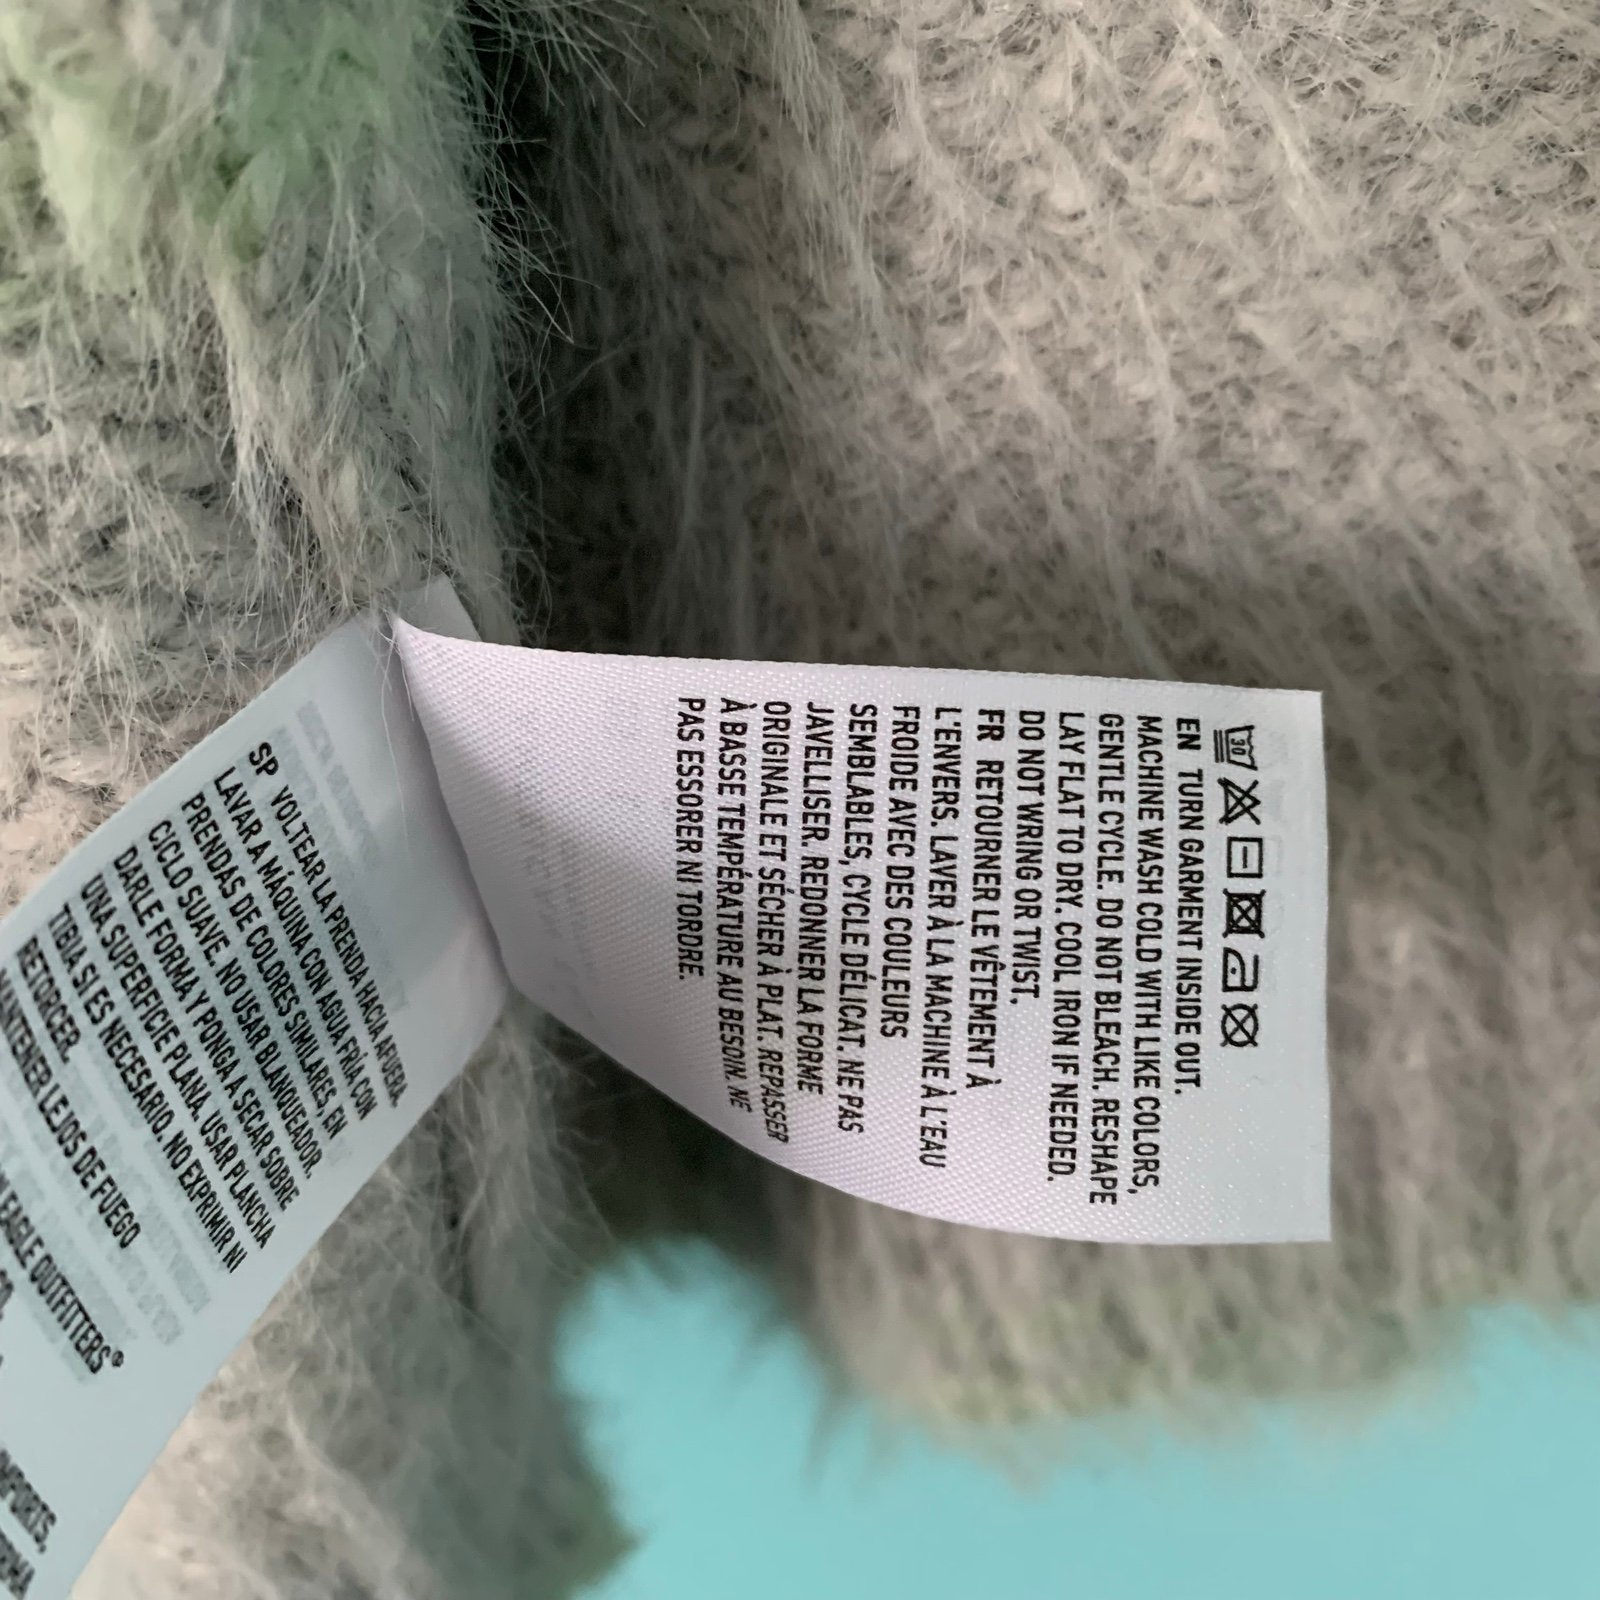 30
EN TURN GARMENT INSIDE OUT.
MACHINE WASH COLD WITH LIKE COLORS,
GENTLE CYCLE. DO NOT BLEACH. RESHAPE
LAY FLAT TO DRY. COOL IRON IF NEEDED.
DO NOT WRING OR TWIST.
FR RETOURNER LE VÊTEMENT À
L'ENVERS. LAVER À LA MACHINE À L'EAU
FROIDE AVEC DES COULEURS
SEMBLABLES, CYCLE DÉLICAT. NE PAS
JAVELLISER. REDONNER LA FORME
ORIGINALE ET SÉCHER À PLAT. REPASSER
À BASSE TEMPÉRATURE AU BESOIN. NE
PAS ESSORER NI TORDRE.
SP VOLTEAR LA PRENDA HACIA AFUERA.
LAVAR A MÁQUINA CON AGUA FRÍA CON
PRENDAS DE COLORES SIMILARES, EN
CICLO SUAVE. NO USAR BLANQUEADOR.
DARLE FORMA Y PONGA A SECAR SOBRE
UNA SUPERFICIE PLANA. USAR PLANCHA
TIBIA SI ES NECESARIO. NO EXPRIMIR NI
RETORCER.
MANTENER LEJOS DE FUEGO
EAGLE OUTFITTERS®
CO.